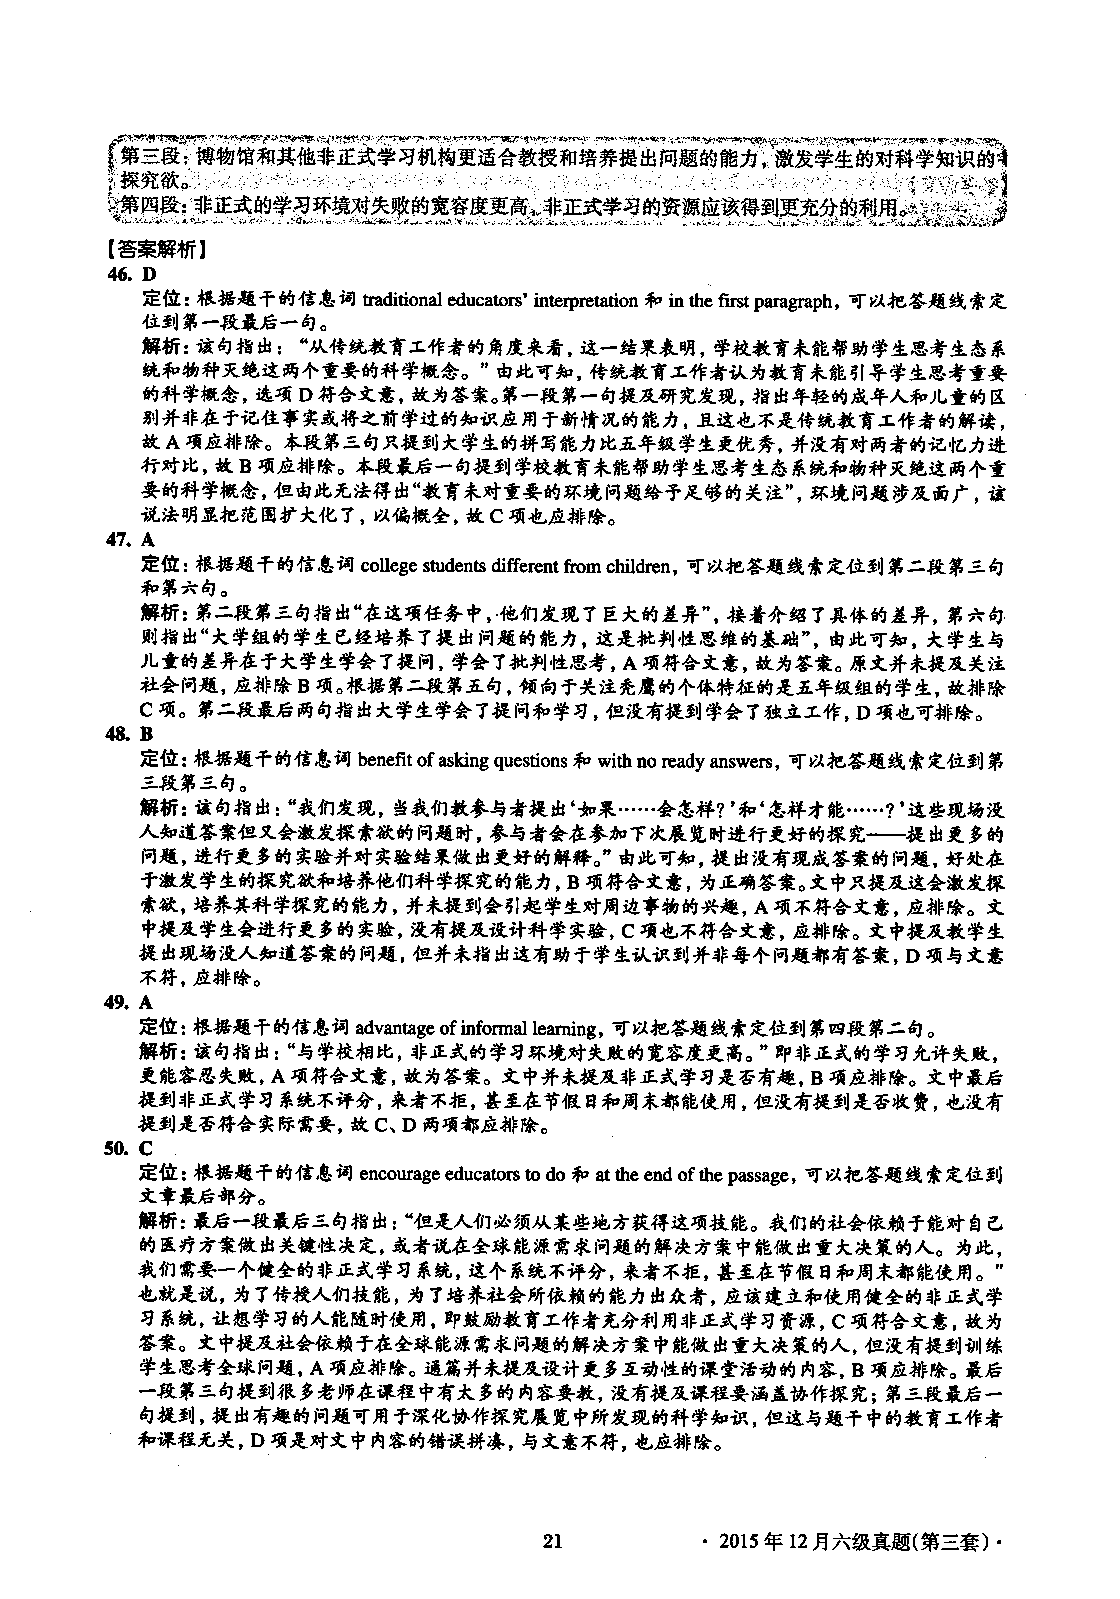 第三段：博物馆和其他非正式学习机构更适合教授和培养提出问题的能力，激发学生的对科学知识的
探究欲。
第四段：非正式的学习环境对失败的宽容度更高，非正式学习的资源应该得到更充分的利用。
【答案解析】
46. D
定位：根据题干的信息词 traditional educators' interpretation 和 in the first paragraph，可以把答题线索定
位到第一段最后一句。
解析：该句指出：“从传统教育工作者的角度来看，这一结果表明，学校教育未能帮助学生思考生态系
统和物种灭绝这两个重要的科学概念。”由此可知，传统教育工作者认为教育未能引导学生思考重要
的科学概念，选项 D 符合文意，故为答案。第一段第一句提及研究发现，指出年轻的成年人和儿童的区
别并非在于记住事实或将之前学过的知识应用于新情况的能力，且这也不是传统教育工作者的解读，
故 A 项应排除。本段第三句只提到大学生的拼写能力比五年级学生更优秀，并没有对两者的记忆力进
行对比，故 B 项应排除。本段最后一句提到学校教育未能帮助学生思考生态系统和物种灭绝这两个重
要的科学概念，但由此无法得出“教育未对重要的环境问题给予足够的关注”，环境问题涉及面广，该
说法明显把范围扩大化了，以偏概全，故 C 项也应排除。
47. A
定位：根据题干的信息词 college students different from children，可以把答题线索定位到第二段第三句
和第六句。
解析：第二段第三句指出“在这项任务中，他们发现了巨大的差异”，接着介绍了具体的差异，第六句
则指出“大学组的学生已经培养了提出问题的能力，这是批判性思维的基础”，由此可知，大学生与
儿童的差异在于大学生学会了提问，学会了批判性思考，A 项符合文意，故为答案。原文并未提及关注
社会问题，应排除 B 项。根据第二段第五句，倾向于关注秃鹰的个体特征的是五年级组的学生，故排除
C 项。第二段最后两句指出大学生学会了提问和学习，但没有提到学会了独立工作，D 项也可排除。
48. B
定位：根据题干的信息词 benefit of asking questions 和 with no ready answers，可以把答题线索定位到第
三段第三句。
解析：该句指出：“我们发现，当我们教参与者提出‘如果……会怎样？’和‘怎样才能……？’这些现场没
人知道答案但又会激发探索欲的问题时，参与者会在参加下次展览时进行更好的探究——提出更多的
问题，进行更多的实验并对实验结果做出更好的解释。”由此可知，提出没有现成答案的问题，好处在
于激发学生的探究欲和培养他们科学探究的能力，B 项符合文意，为正确答案。文中只提及这会激发探
索欲，培养其科学探究的能力，并未提到会引起学生对周边事物的兴趣，A 项不符合文意，应排除。文
中提及学生会进行更多的实验，没有提及设计科学实验，C 项也不符合文意，应排除。文中提及教学生
提出现场没人知道答案的问题，但并未指出这有助于学生认识到并非每个问题都有答案，D 项与文意
不符，应排除。
49. A
定位：根据题干的信息词 advantage of informal learning，可以把答题线索定位到第四段第二句。
解析：该句指出：“与学校相比，非正式的学习环境对失败的宽容度更高。”即非正式的学习允许失败，
更能容忍失败，A 项符合文意，故为答案。文中并未提及非正式学习是否有趣，B 项应排除。文中最后
提到非正式学习系统不评分，来者不拒，甚至在节假日和周末都能使用，但没有提到是否收费，也没有
提到是否符合实际需要，故 C、D 两项都应排除。
50. C
定位：根据题干的信息词 encourage educators to do 和 at the end of the passage，可以把答题线索定位到
文章最后部分。
解析：最后一段最后三句指出：“但是人们必须从某些地方获得这项技能。我们的社会依赖于能对自己
的医疗方案做出关键性决定，或者说在全球能源需求问题的解决方案中能做出重大决策的人。为此，
我们需要一个健全的非正式学习系统，这个系统不评分，来者不拒，甚至在节假日和周末都能使用。”
也就是说，为了传授人们技能，为了培养社会所依赖的能力出众者，应该建立和使用健全的非正式学
习系统，让想学习的人能随时使用，即鼓励教育工作者充分利用非正式学习资源，C 项符合文意，故为
答案。文中提及社会依赖于在全球能源需求问题的解决方案中能做出重大决策的人，但没有提到训练
学生思考全球问题，A 项应排除。通篇并未提及设计更多互动性的课堂活动的内容，B 项应排除。最后
一段第三句提到很多老师在课程中有太多的内容要教，没有提及课程要涵盖协作探究；第三段最后一
句提到，提出有趣的问题可用于深化协作探究展览中所发现的科学知识，但这与题干中的教育工作者
和课程无关，D 项是对文中内容的错误拼凑，与文意不符，也应排除。
21
·2015 年 12 月六级真题(第三套)·